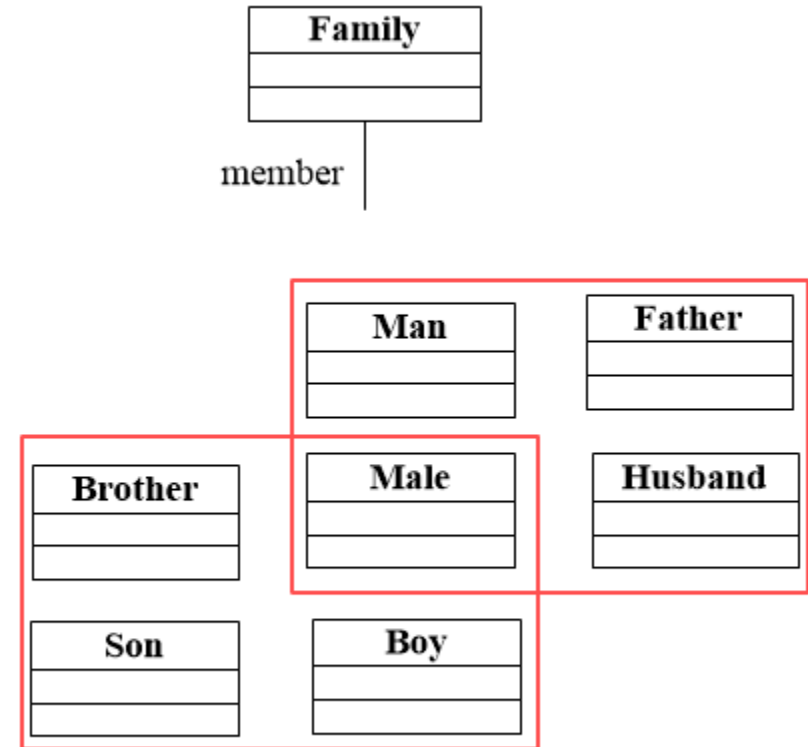 Family
member
Man
Father
Brother
Male
Husband
Son
Boy